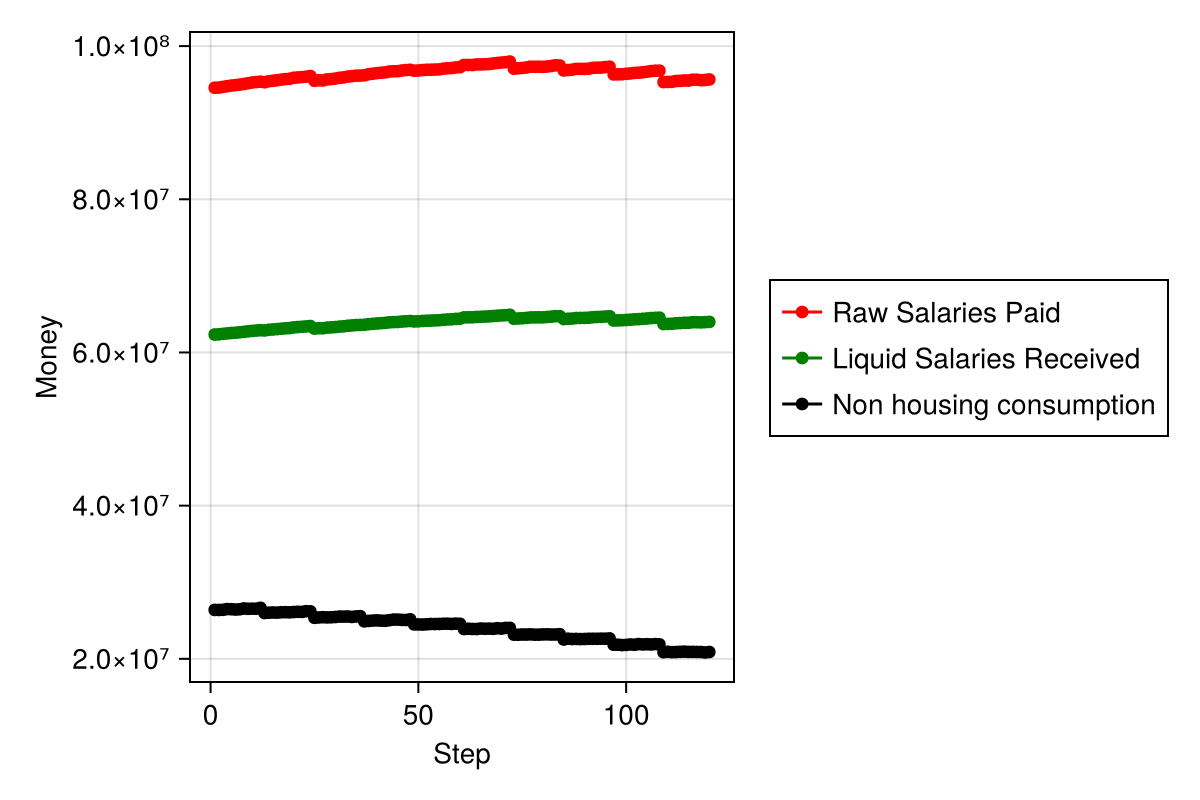 1.0×10⁸
8.0×10⁷
6.0×10⁷
4.0×10⁷
2.0×10⁷
Money
0 50 100
Step
Raw Salaries Paid
Liquid Salaries Received
Non housing consumption